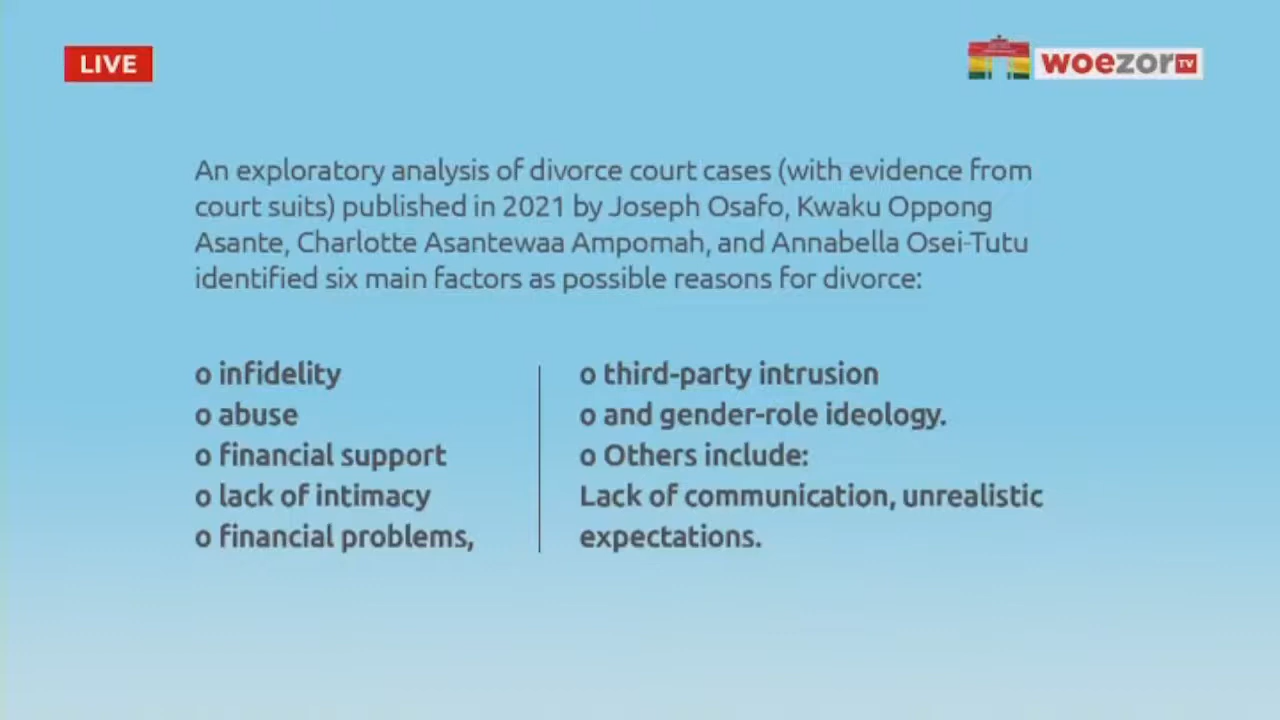 LIVE
woezor TV
An exploratory analysis of divorce court cases (with evidence from
court suits) published in 2021 by Joseph Osafo, Kwaku Oppong
Asante, Charlotte Asantewaa Ampomah, and Annabella Osei-Tutu
identified six main factors as possible reasons for divorce:
o infidelity
o abuse
o financial support
o lack of intimacy
o financial problems,
o third-party intrusion
o and gender-role ideology.
o Others include:
Lack of communication, unrealistic
expectations.